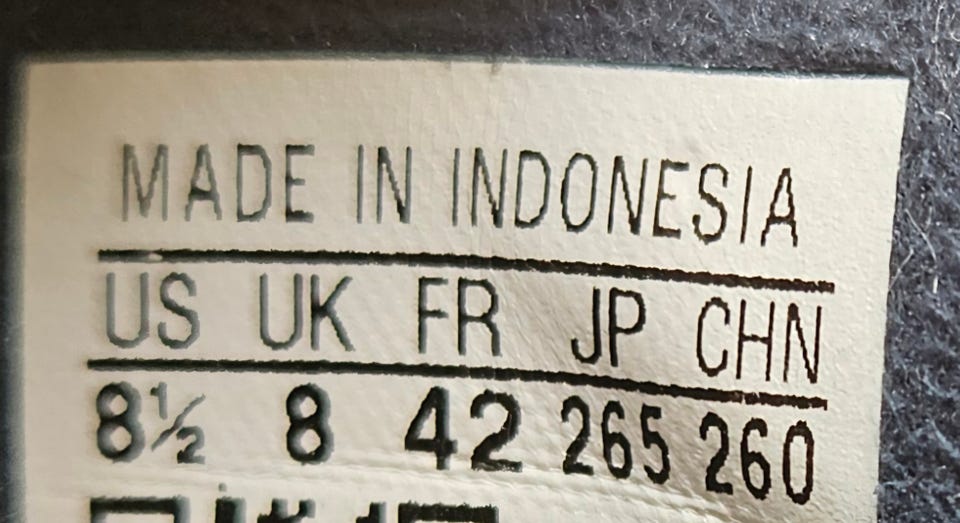 MADE IN INDONESIA
US UK FR JP CHN
8½ 8 42 265 260